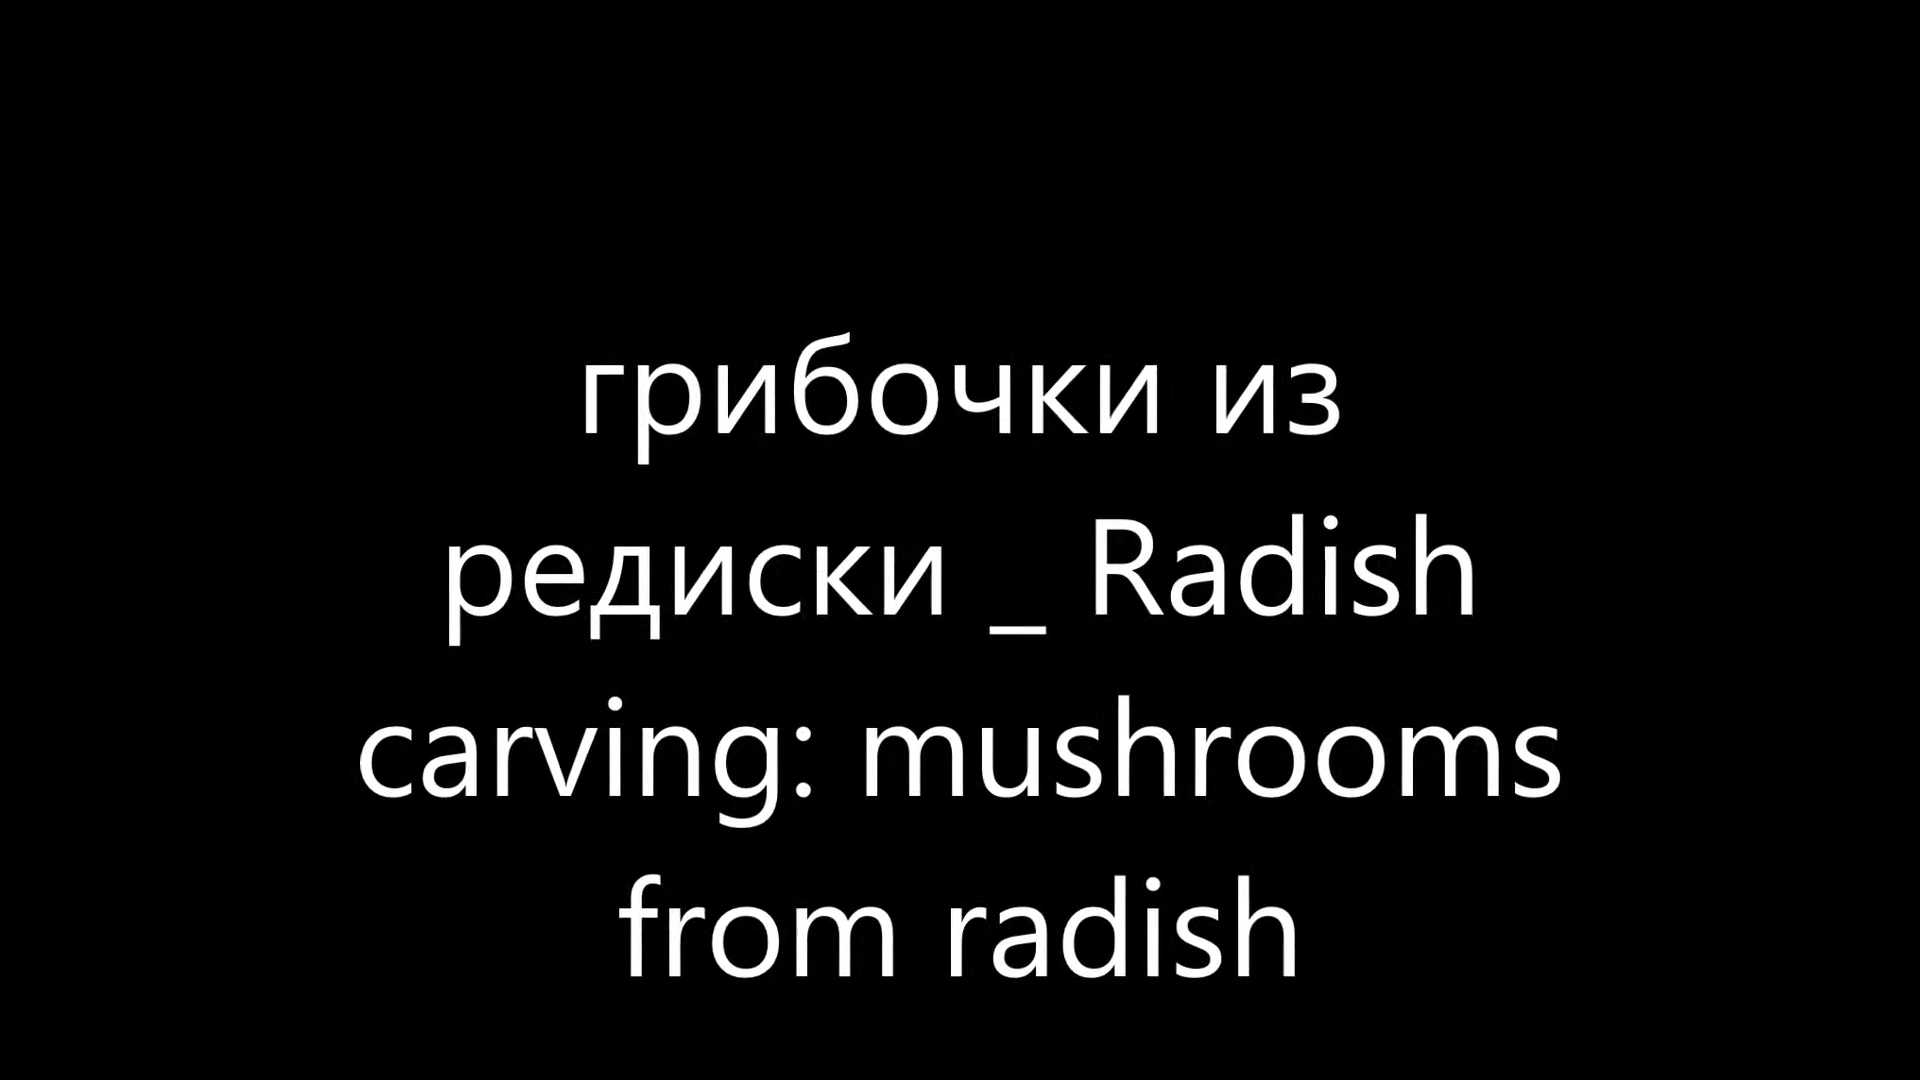 грибочки из
редиски _ Radish
carving: mushrooms
from radish